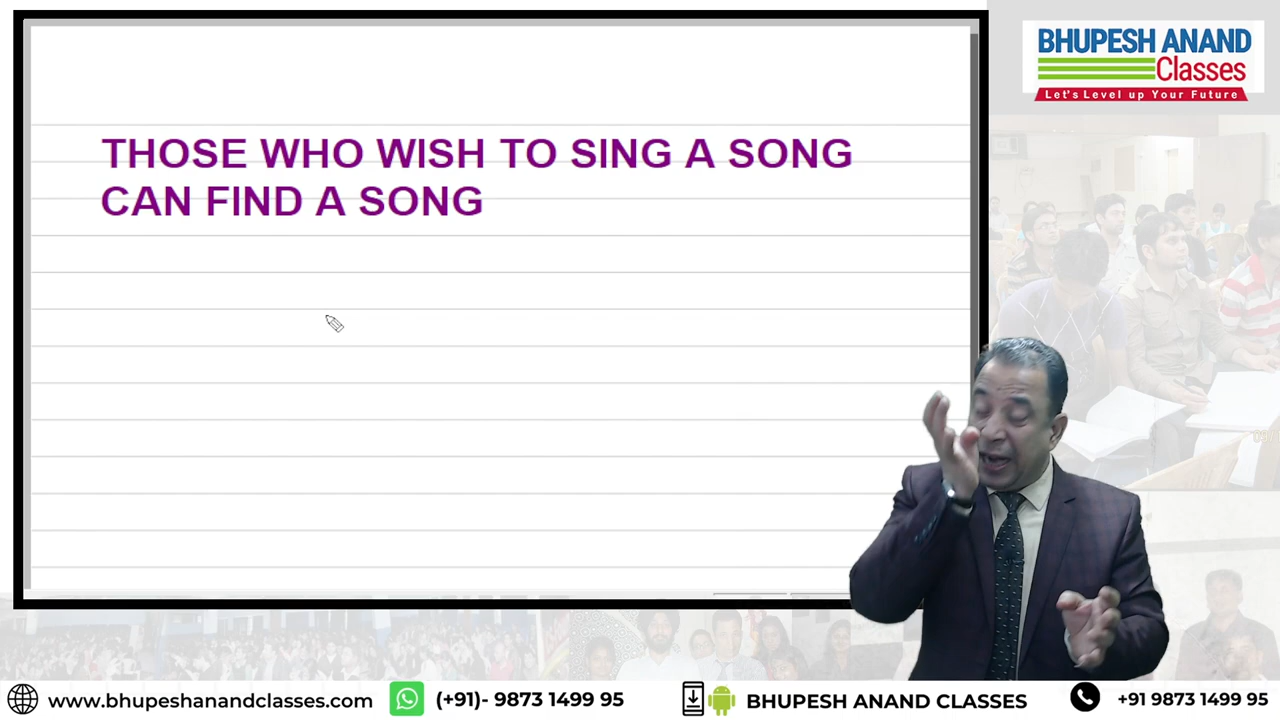 BHUPESH ANAND
Classes
Let's Level up Your Future
THOSE WHO WISH TO SING A SONG
CAN FIND A SONG
www.bhupeshanandclasses.com
(+91)- 9873 1499 95
BHUPESH ANAND CLASSES
+91 9873 1499 95